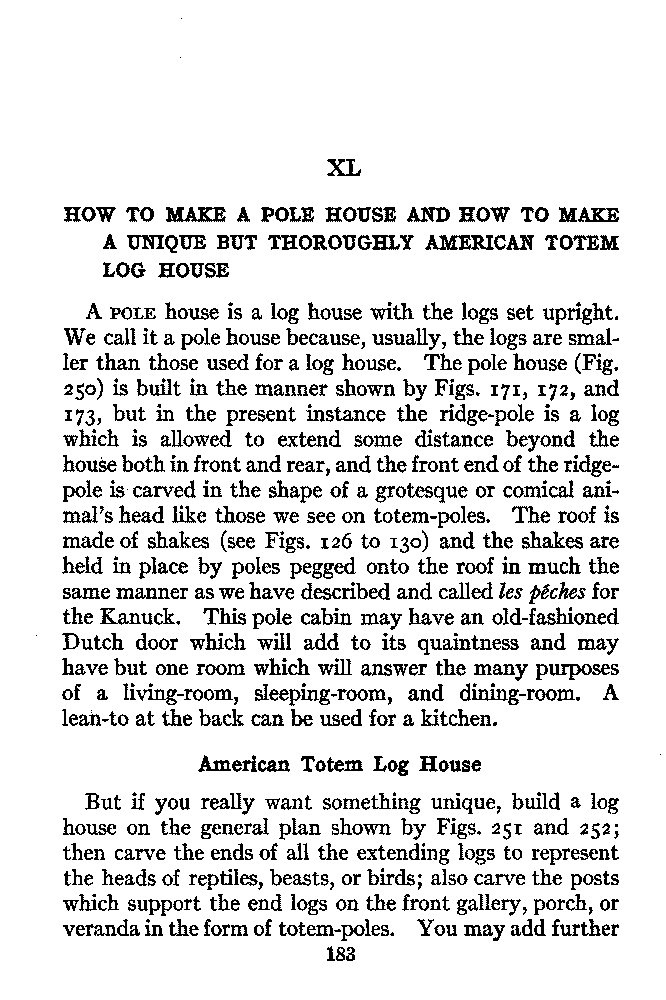 XL
HOW TO MAKE A POLE HOUSE AND HOW TO MAKE
A UNIQUE BUT THOROUGHLY AMERICAN TOTEM
LOG HOUSE
A POLE house is a log house with the logs set upright.
We call it a pole house because, usually, the logs are smal-
ler than those used for a log house. The pole house (Fig.
250) is built in the manner shown by Figs. 171, 172, and
173, but in the present instance the ridge-pole is a log
which is allowed to extend some distance beyond the
house both in front and rear, and the front end of the ridge-
pole is carved in the shape of a grotesque or comical ani-
mal's head like those we see on totem-poles. The roof is
made of shakes (see Figs. 126 to 130) and the shakes are
held in place by poles pegged onto the roof in much the
same manner as we have described and called les pêches for
the Kanuck. This pole cabin may have an old-fashioned
Dutch door which will add to its quaintness and may
have but one room which will answer the many purposes
of a living-room, sleeping-room, and dining-room. A
lean-to at the back can be used for a kitchen.
American Totem Log House
But if you really want something unique, build a log
house on the general plan shown by Figs. 251 and 252;
then carve the ends of all the extending logs to represent
the heads of reptiles, beasts, or birds; also carve the posts
which support the end logs on the front gallery, porch, or
veranda in the form of totem-poles. You may add further
183